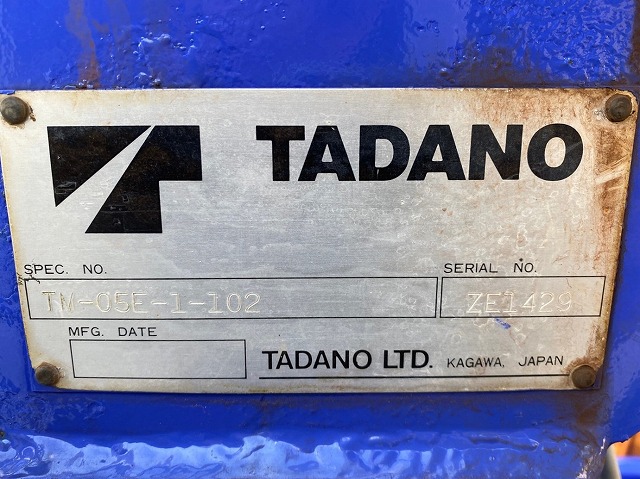 TADANO
SPEC. NO.
SERIAL NO.
TM-05E-1-102
ZE1429
MFG. DATE
TADANO LTD. KAGAWA, JAPAN